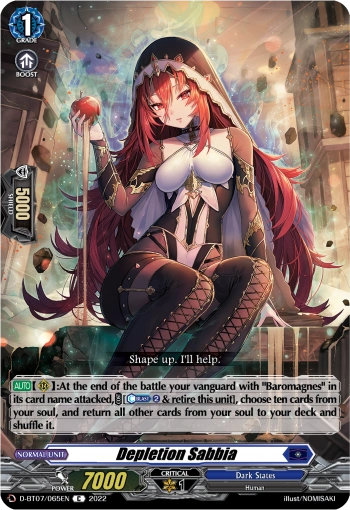 1
GRADE
BOOST
5000
SHIELD
Shape up. I'll help.
AUTO【】:At the end of the battle your vanguard with "Baromagnes" in
its card name attacked, [C BLAST 2 & retire this unit], choose ten cards from
your soul, and return all other cards from your soul to your deck and
shuffle it.
NORMAL UNIT
Depletion Sabbia
POWER 7000
CRITICAL
1
Dark States
Human
D-BT07/065EN C 2022
illust/NOMISAKI